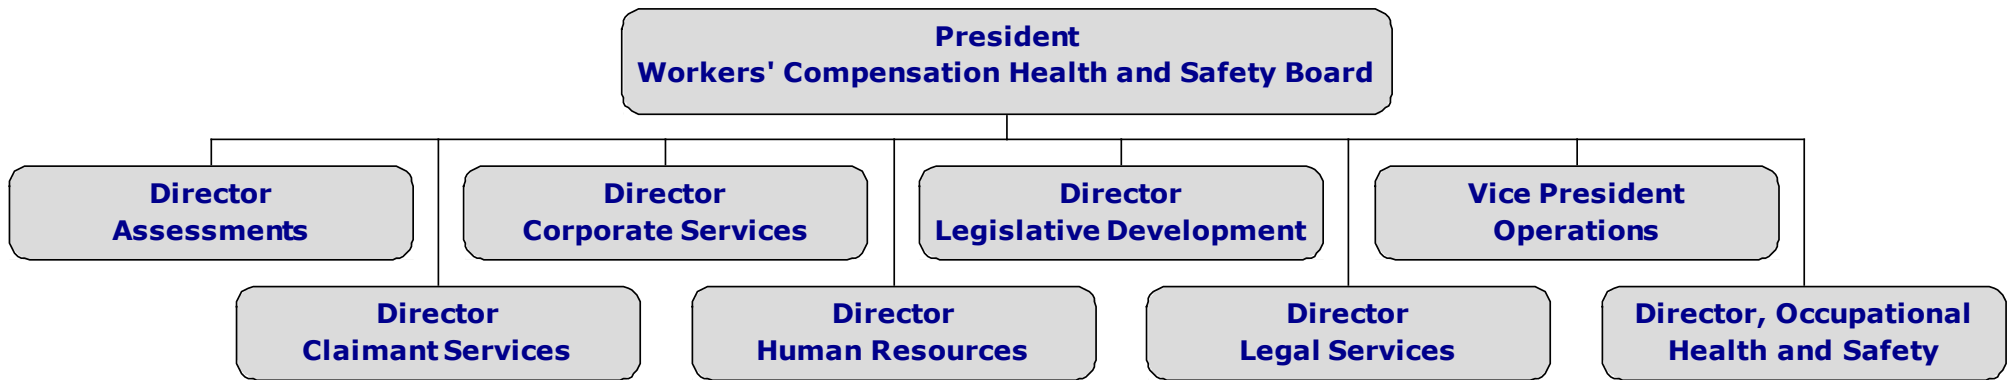 President
Workers' Compensation Health and Safety Board
Director
Assessments
Director
Corporate Services
Director
Legislative Development
Vice President
Operations
Director
Claimant Services
Director
Human Resources
Director
Legal Services
Director, Occupational
Health and Safety